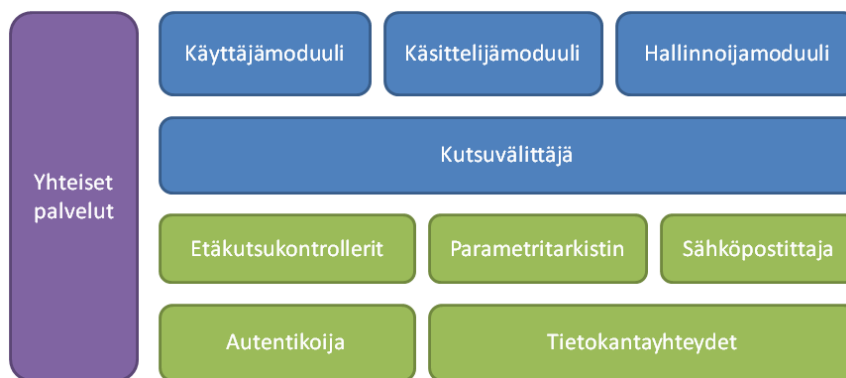 Käyttäjämoduuli
Käsittelijämoduuli
Hallinnoijamoduuli
Kutsuvälittäjä
Yhteiset
palvelut
Etäkutsukontrollerit
Parametritarkistin
Sähköpostittaja
Autentikoija
Tietokantayhteydet